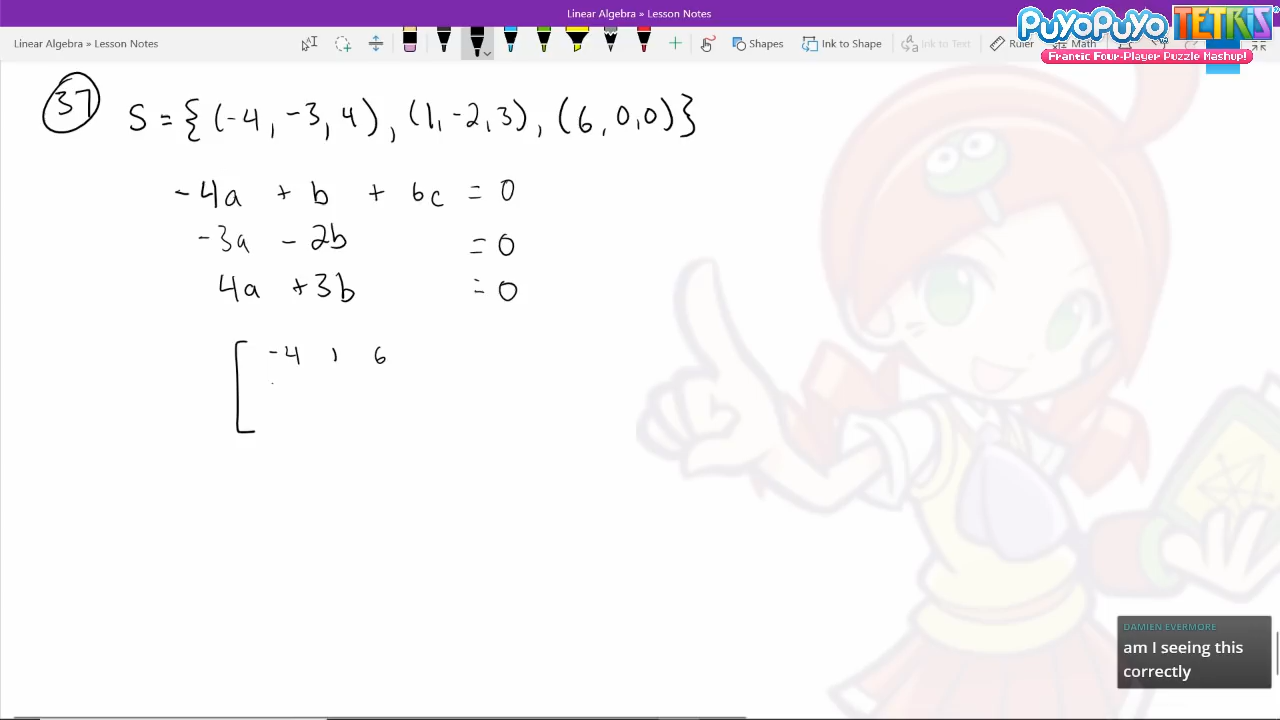 Linear Algebra » Lesson Notes
PuyoPuyo TETRIS
Frantic Four-Player Puzzle Mashup!
Linear Algebra » Lesson Notes
Shapes Ink to Shape Ink to Text Ruler Math
37 S = {(-4, -3, 4), (1, -2, 3), (6, 0, 0)}
-4a + b + 6c = 0
-3a - 2b = 0
4a + 3b = 0
[ -4 1 6
DAMIEN EVERMORE
am I seeing this
correctly